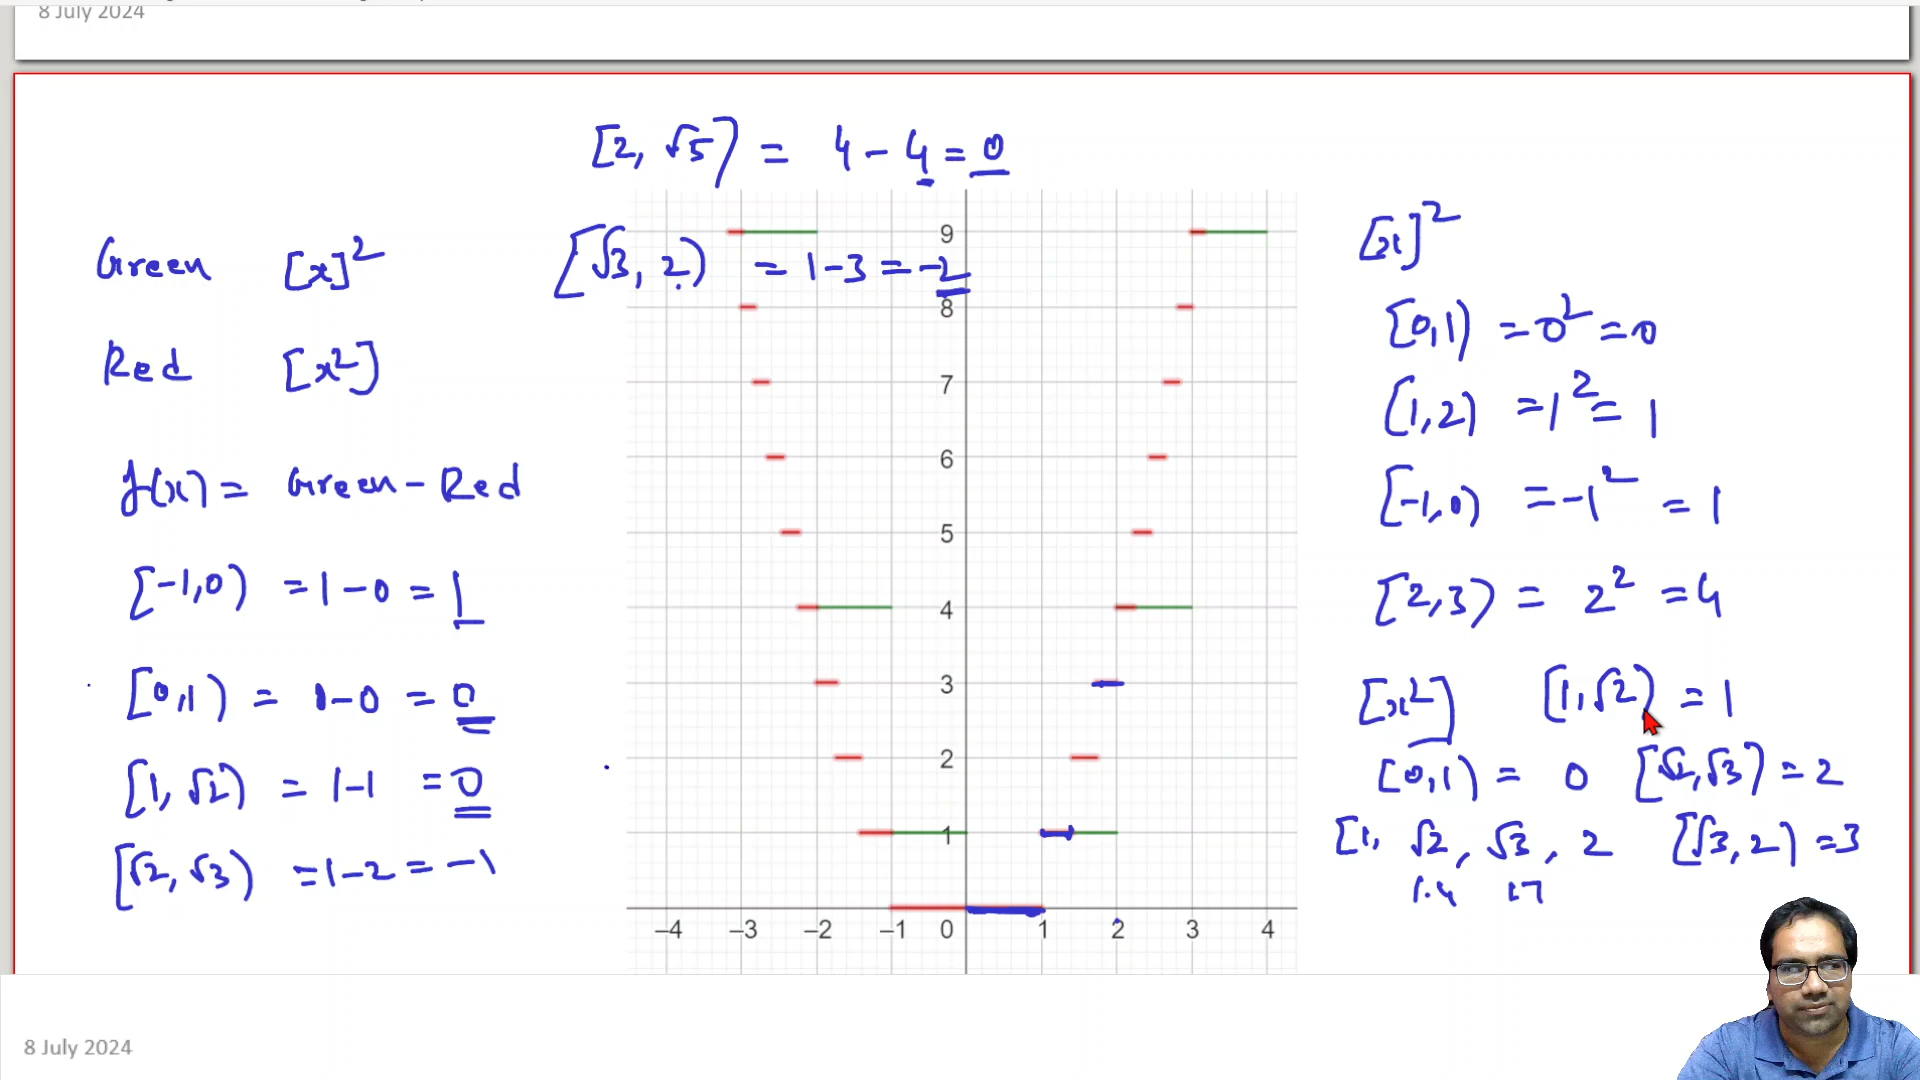 8 July 2024
[2, √5) = 4 - 4 = 0
[√3, 2) = 1 - 3 = -2
Green [x]²
Red [x²]
f(x) = Green - Red
[-1,0) = 1 - 0 = 1
[0,1) = 0 - 0 = 0
[1, √2) = 1 - 1 = 0
[√2, √3) = 1 - 2 = -1
9
8
7
6
5
4
3
2
1
–4 –3 –2 –1 0 1 2 3 4
[x]²
[0,1) = 0² = 0
[1,2) = 1² = 1
[-1,0) = -1² = 1
[2,3) = 2² = 4
[x²] [1,√2) = 1
[0,1) = 0 [√2,√3) = 2
[1, √2, √3, 2 [√3, 2) = 3
1.4 1.7
8 July 2024